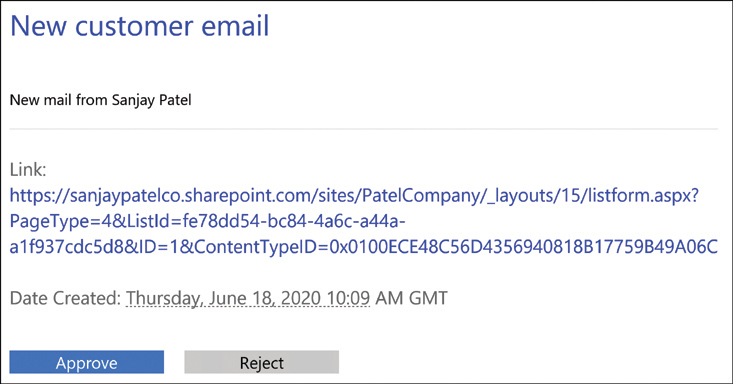 New customer email
New mail from Sanjay Patel
Link:
https://sanjaypatelco.sharepoint.com/sites/PatelCompany/_layouts/15/listform.aspx?
PageType=4&ListId=fe78dd54-bc84-4a6c-a44a-
a1f937cdc5d8&ID=1&ContentTypeID=0x0100ECE48C56D4356940818B17759B49A06C
Date Created: Thursday, June 18, 2020 10:09 AM GMT
Approve Reject